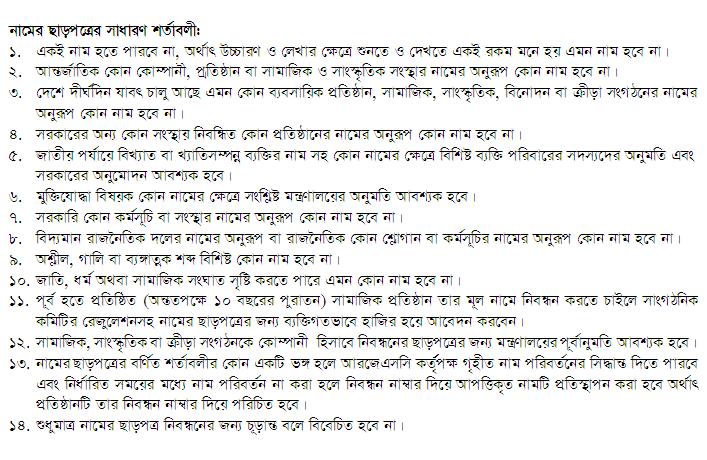 নামের ছাড়পত্রের সাধারণ শর্তাবলী:
১. একই নাম হতে পারবে না, অর্থাৎ উচ্চারণ ও লেখার ক্ষেত্রে শুনতে ও দেখতে একই রকম মনে হয় এমন নাম হবে না।
২. আন্তর্জাতিক কোন কোম্পানী, প্রতিষ্ঠান বা সামাজিক ও সাংস্কৃতিক সংস্থার নামের অনুরূপ কোন নাম হবে না।
৩. দেশে দীর্ঘদিন যাবৎ চালু আছে এমন কোন ব্যবসায়িক প্রতিষ্ঠান, সামাজিক, সাংস্কৃতিক, বিনোদন বা ক্রীড়া সংগঠনের নামের
অনুরূপ কোন নাম হবে না।
৪. সরকারের অন্য কোন সংস্থায় নিবন্ধিত কোন প্রতিষ্ঠানের নামের অনুরূপ কোন নাম হবে না।
৫. জাতীয় পর্যায়ে বিখ্যাত বা খ্যাতিসম্পন্ন ব্যক্তির নাম সহ কোন নামের ক্ষেত্রে বিশিষ্ট ব্যক্তি পরিবারের সদস্যদের অনুমতি এবং
সরকারের অনুমোদন আবশ্যক হবে।
৬. মুক্তিযোদ্ধা বিষয়ক কোন নামের ক্ষেত্রে সংশ্লিষ্ট মন্ত্রণালয়ের অনুমতি আবশ্যক হবে।
৭. সরকারি কোন কর্মসূচি বা সংস্থার নামের অনুরূপ কোন নাম হবে না।
৮. বিদ্যমান রাজনৈতিক দলের নামের অনুরূপ বা রাজনৈতিক কোন শ্লোগান বা কর্মসূচির নামের অনুরূপ কোন নাম হবে না।
৯. অশ্লীল, গালি বা ব্যঙ্গাত্নক শব্দ বিশিষ্ট কোন নাম হবে না।
১০. জাতি, ধর্ম অথবা সামাজিক সংঘাত সৃষ্টি করতে পারে এমন কোন নাম হবে না।
১১. পূর্ব হতে প্রতিষ্ঠিত (অন্ততপক্ষে ১০ বছরের পুরাতন) সামাজিক প্রতিষ্ঠান তার মূল নামে নিবন্ধন করতে চাইলে সাংগঠনিক
কমিটির রেজুলেশনসহ নামের ছাড়পত্রের জন্য ব্যক্তিগতভাবে হাজির হয়ে আবেদন করবেন।
১২. সামাজিক, সাংস্কৃতিক বা ক্রীড়া সংগঠনকে কোম্পানী হিসাবে নিবন্ধনের ছাড়পত্রের জন্য মন্ত্রণালয়ের পূর্বানুমতি আবশ্যক হবে।
১৩. নামের ছাড়পত্রের বর্ণিত শর্তাবলীর কোন একটি ভঙ্গ হলে আরজেএসসি কর্তৃপক্ষ গৃহীত নাম পরিবর্তনের সিদ্ধান্ত দিতে পারবে
এবং নির্ধারিত সময়ের মধ্যে নাম পরিবর্তন না করা হলে নিবন্ধন নাম্বার দিয়ে আপত্তিকৃত নামটি প্রতিস্থাপন করা হবে অর্থাৎ
প্রতিষ্ঠানটি তার নিবন্ধন নাম্বার দিয়ে পরিচিত হবে।
১৪. শুধুমাত্র নামের ছাড়পত্র নিবন্ধনের জন্য চূড়ান্ত বলে বিবেচিত হবে না।